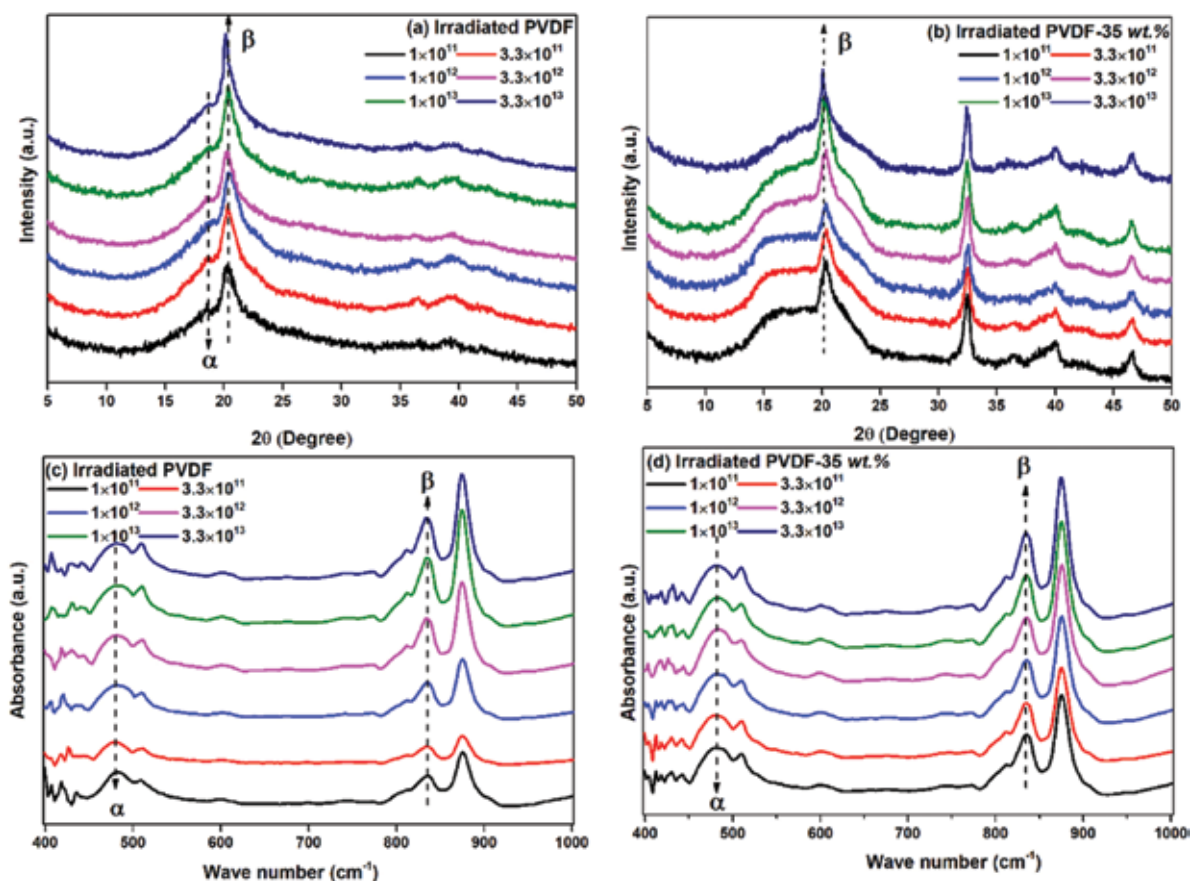 (a) Irradiated PVDF
β
1×10¹¹ 3.3×10¹¹
1×10¹² 3.3×10¹²
1×10¹³ 3.3×10¹³
α
Intensity (a.u.)
5 10 15 20 25 30 35 40 45 50
2θ (Degree)
(b) Irradiated PVDF-35 wt.%
β
1×10¹¹ 3.3×10¹¹
1×10¹² 3.3×10¹²
1×10¹³ 3.3×10¹³
Intensity (a.u.)
5 10 15 20 25 30 35 40 45 50
2θ (Degree)
(c) Irradiated PVDF
β
1×10¹¹ 3.3×10¹¹
1×10¹² 3.3×10¹²
1×10¹³ 3.3×10¹³
α
Absorbance (a.u.)
400 500 600 700 800 900 1000
Wave number (cm⁻¹)
(d) Irradiated PVDF-35 wt.%
β
1×10¹¹ 3.3×10¹¹
1×10¹² 3.3×10¹²
1×10¹³ 3.3×10¹³
α
Absorbance (a.u.)
400 500 600 700 800 900 1000
Wave number (cm⁻¹)